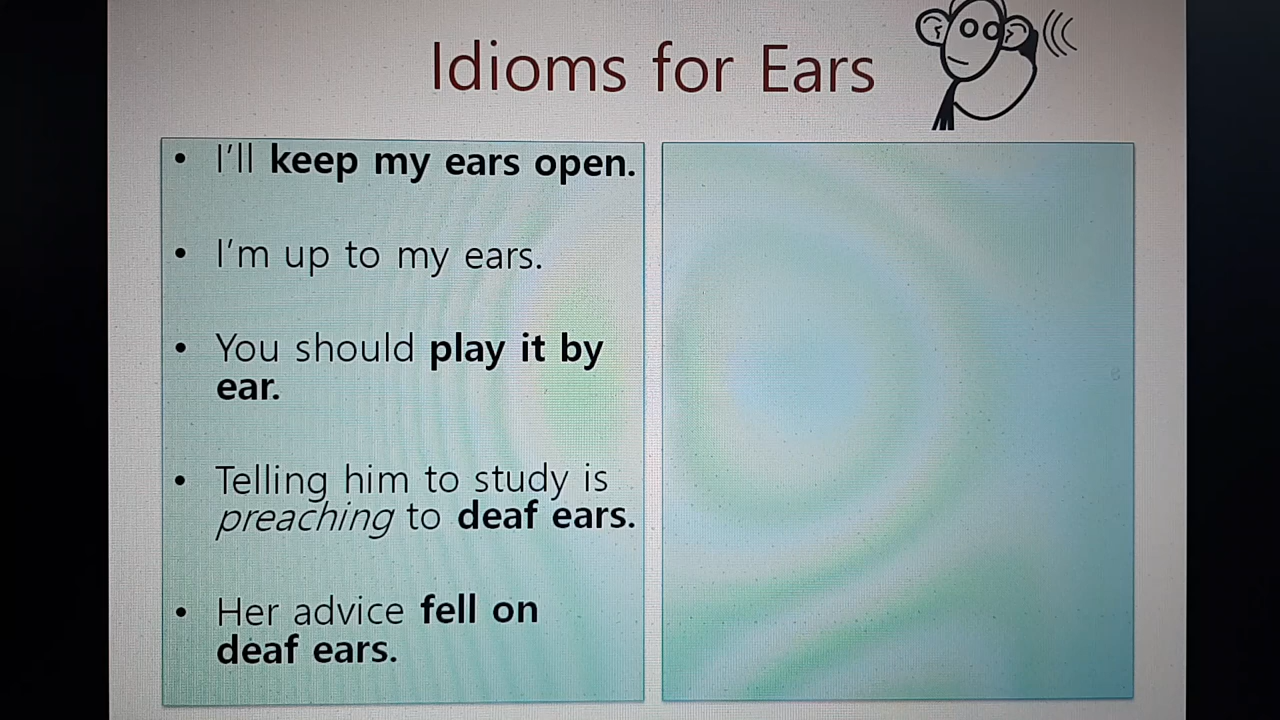 Idioms for Ears
• I'll keep my ears open.
• I'm up to my ears.
• You should play it by
ear.
• Telling him to study is
preaching to deaf ears.
• Her advice fell on
deaf ears.